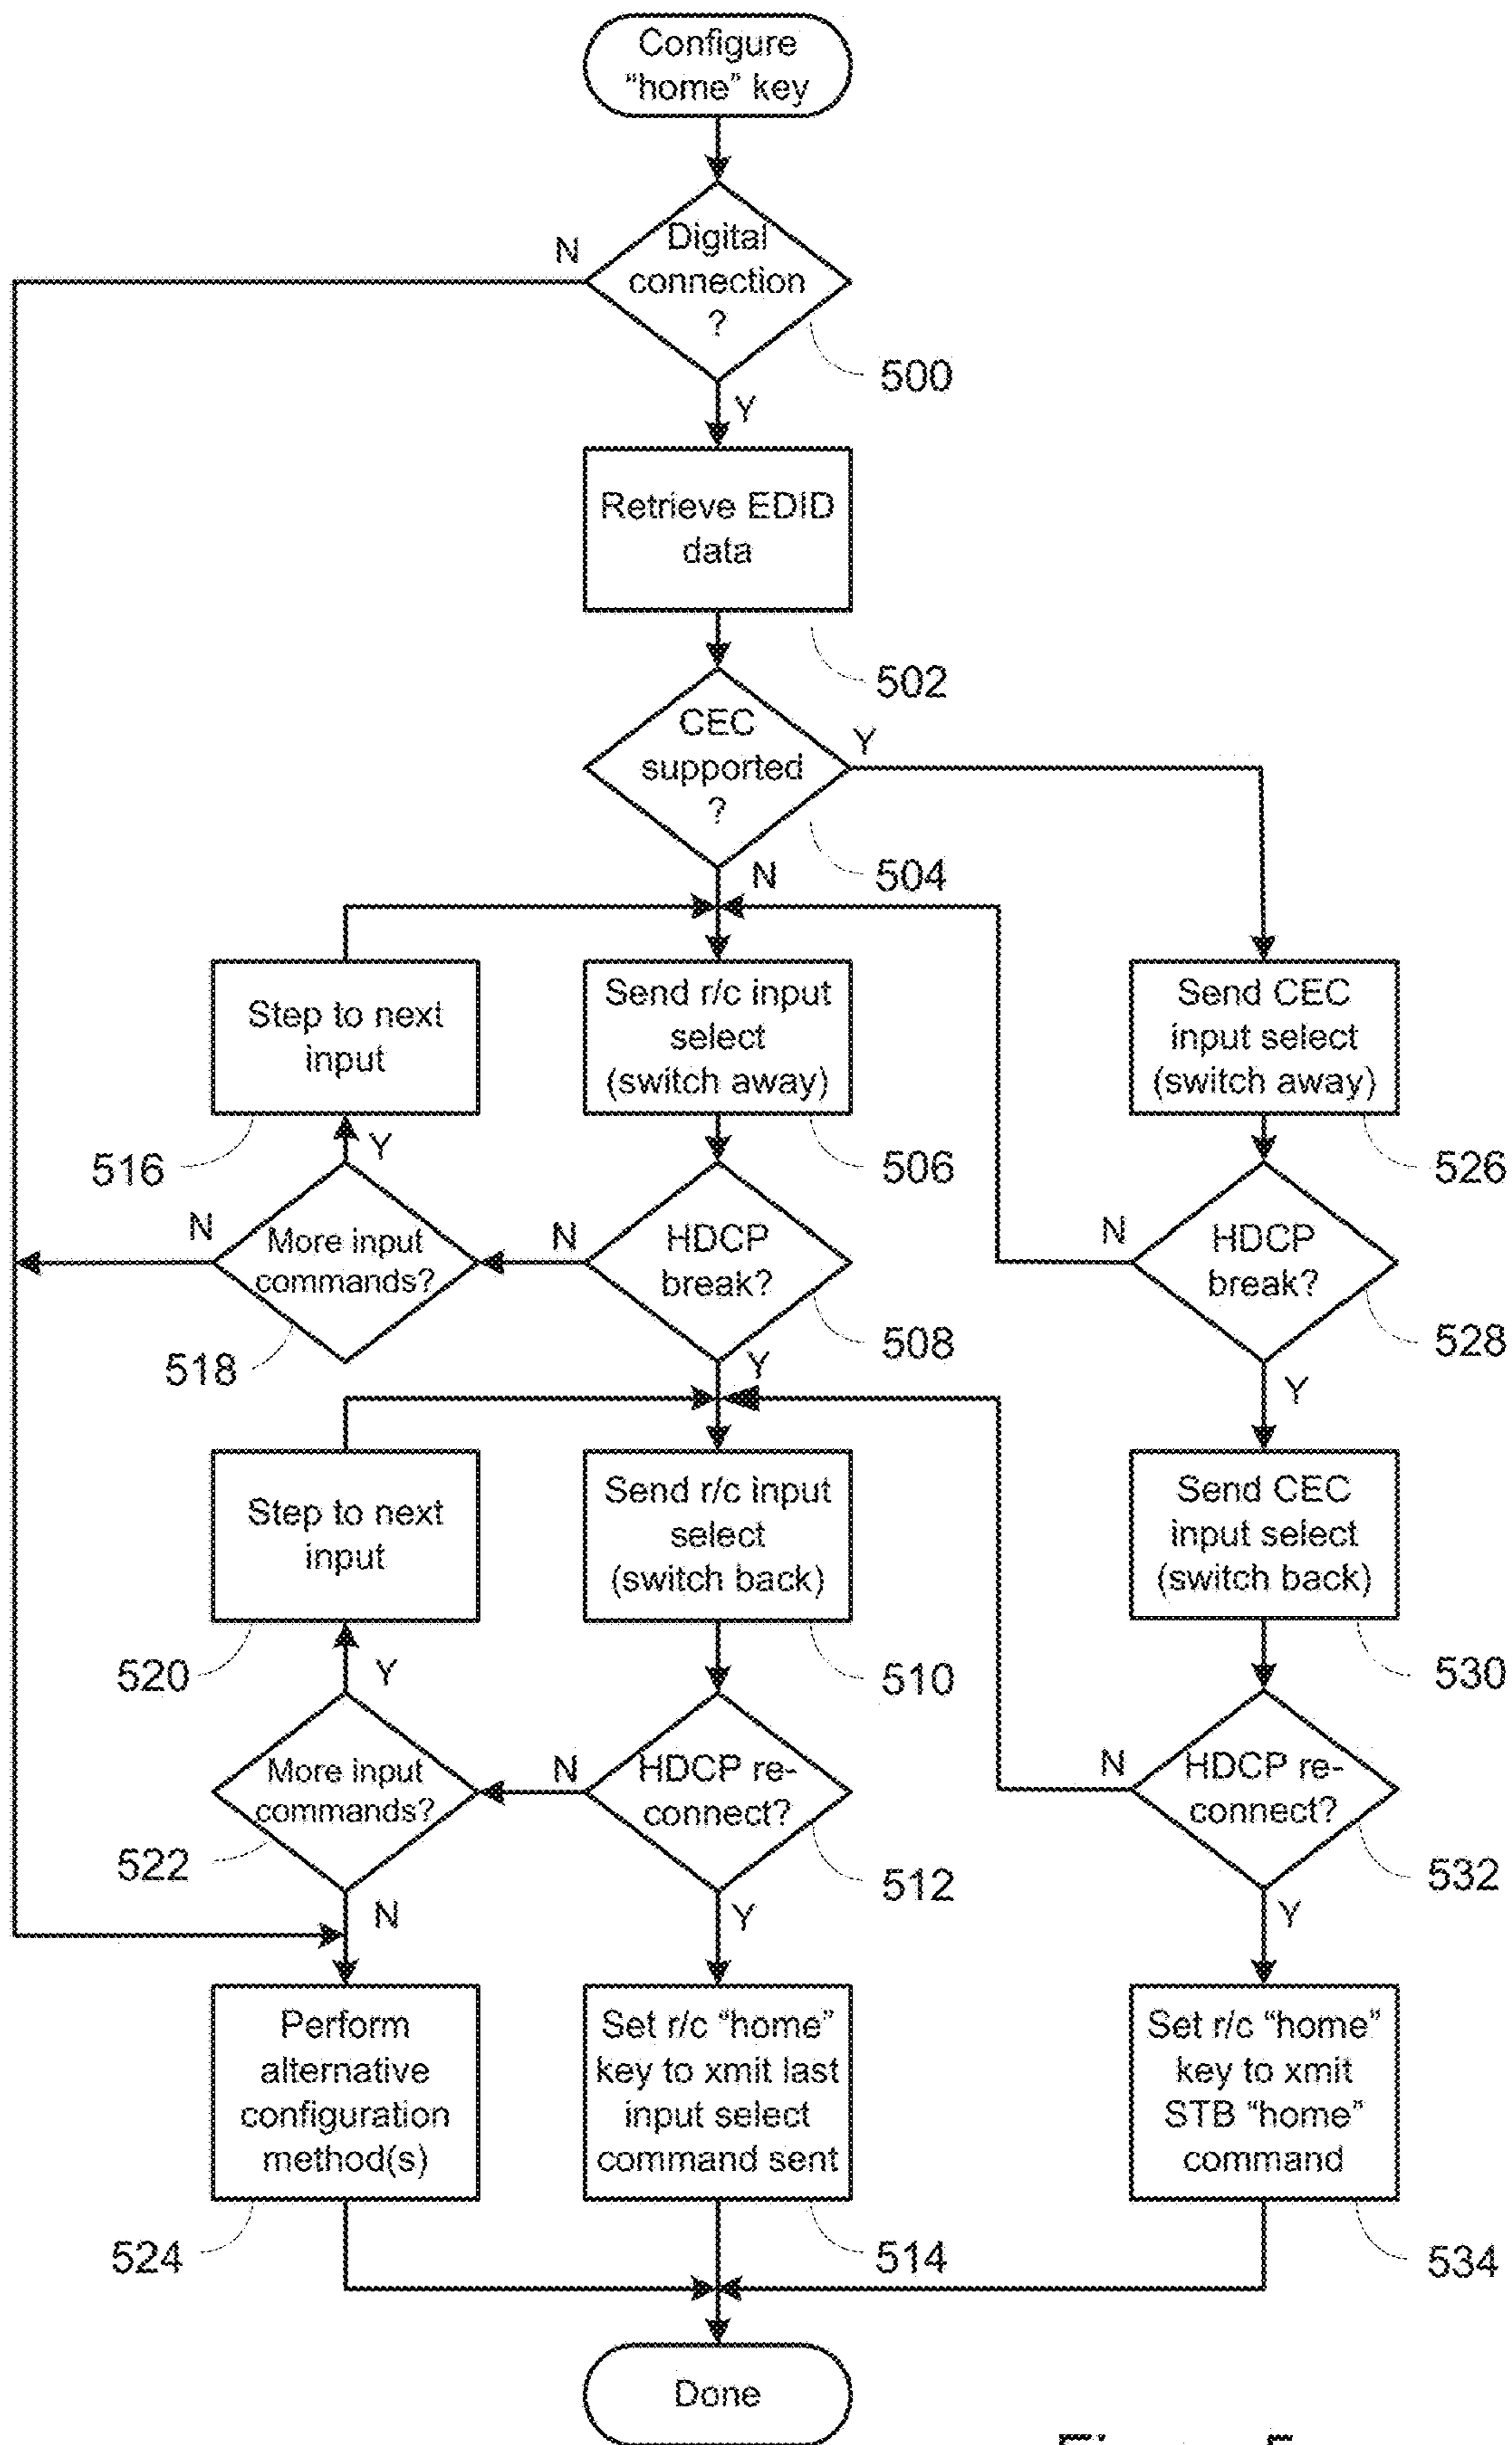 Configure
“home” key
Digital
connection
?
N
500
Y
Retrieve EDID
data
502
CEC
supported
?
Y
504
N
Step to next
input
Send r/c input
select
(switch away)
Send CEC
input select
(switch away)
516
Y
506
526
N
More input
commands?
N
HDCP
break?
N
HDCP
break?
518
508
528
Y
Y
Step to next
input
Send r/c input
select
(switch back)
Send CEC
input select
(switch back)
520
Y
510
530
More input
commands?
N
HDCP re-
connect?
N
HDCP re-
connect?
522
512
532
N
Y
Y
Perform
alternative
configuration
method(s)
Set r/c “home”
key to xmit last
input select
command sent
Set r/c “home”
key to xmit
STB “home”
command
524
514
534
Done